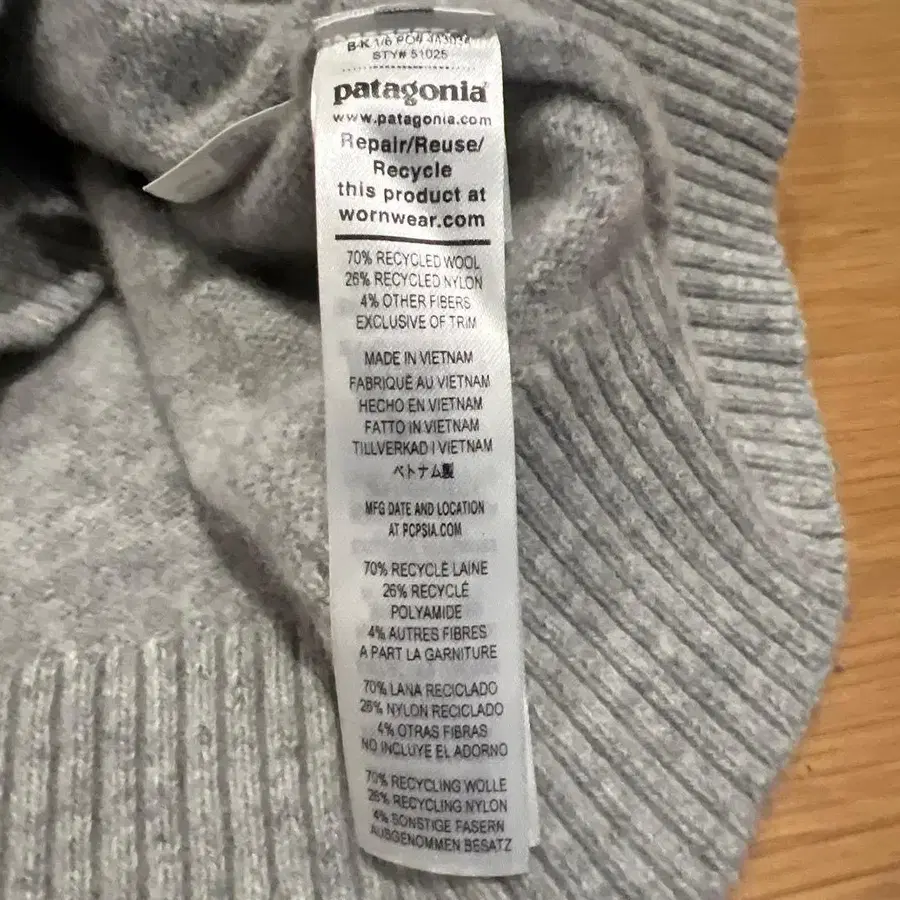 B-K 1/6
STY# 51025
patagonia
www.patagonia.com
Repair/Reuse/
Recycle
this product at
wornwear.com
70% RECYCLED WOOL
26% RECYCLED NYLON
4% OTHER FIBERS
EXCLUSIVE OF TRIM
MADE IN VIETNAM
FABRIQUÉ AU VIETNAM
HECHO EN VIETNAM
FATTO IN VIETNAM
TILLVERKAD I VIETNAM
ベトナム製
MFG DATE AND LOCATION
AT PCPSIA.COM
70% RECYCLÉ LAINE
26% RECYCLÉ
POLYAMIDE
4% AUTRES FIBRES
A PART LA GARNITURE
70% LANA RECICLADO
26% NYLON RECICLADO
4% OTRAS FIBRAS
NO INCLUYE EL ADORNO
70% RECYCLING WOLLE
26% RECYCLING NYLON
4% SONSTIGE FASERN
AUSGENOMMEN BESATZ